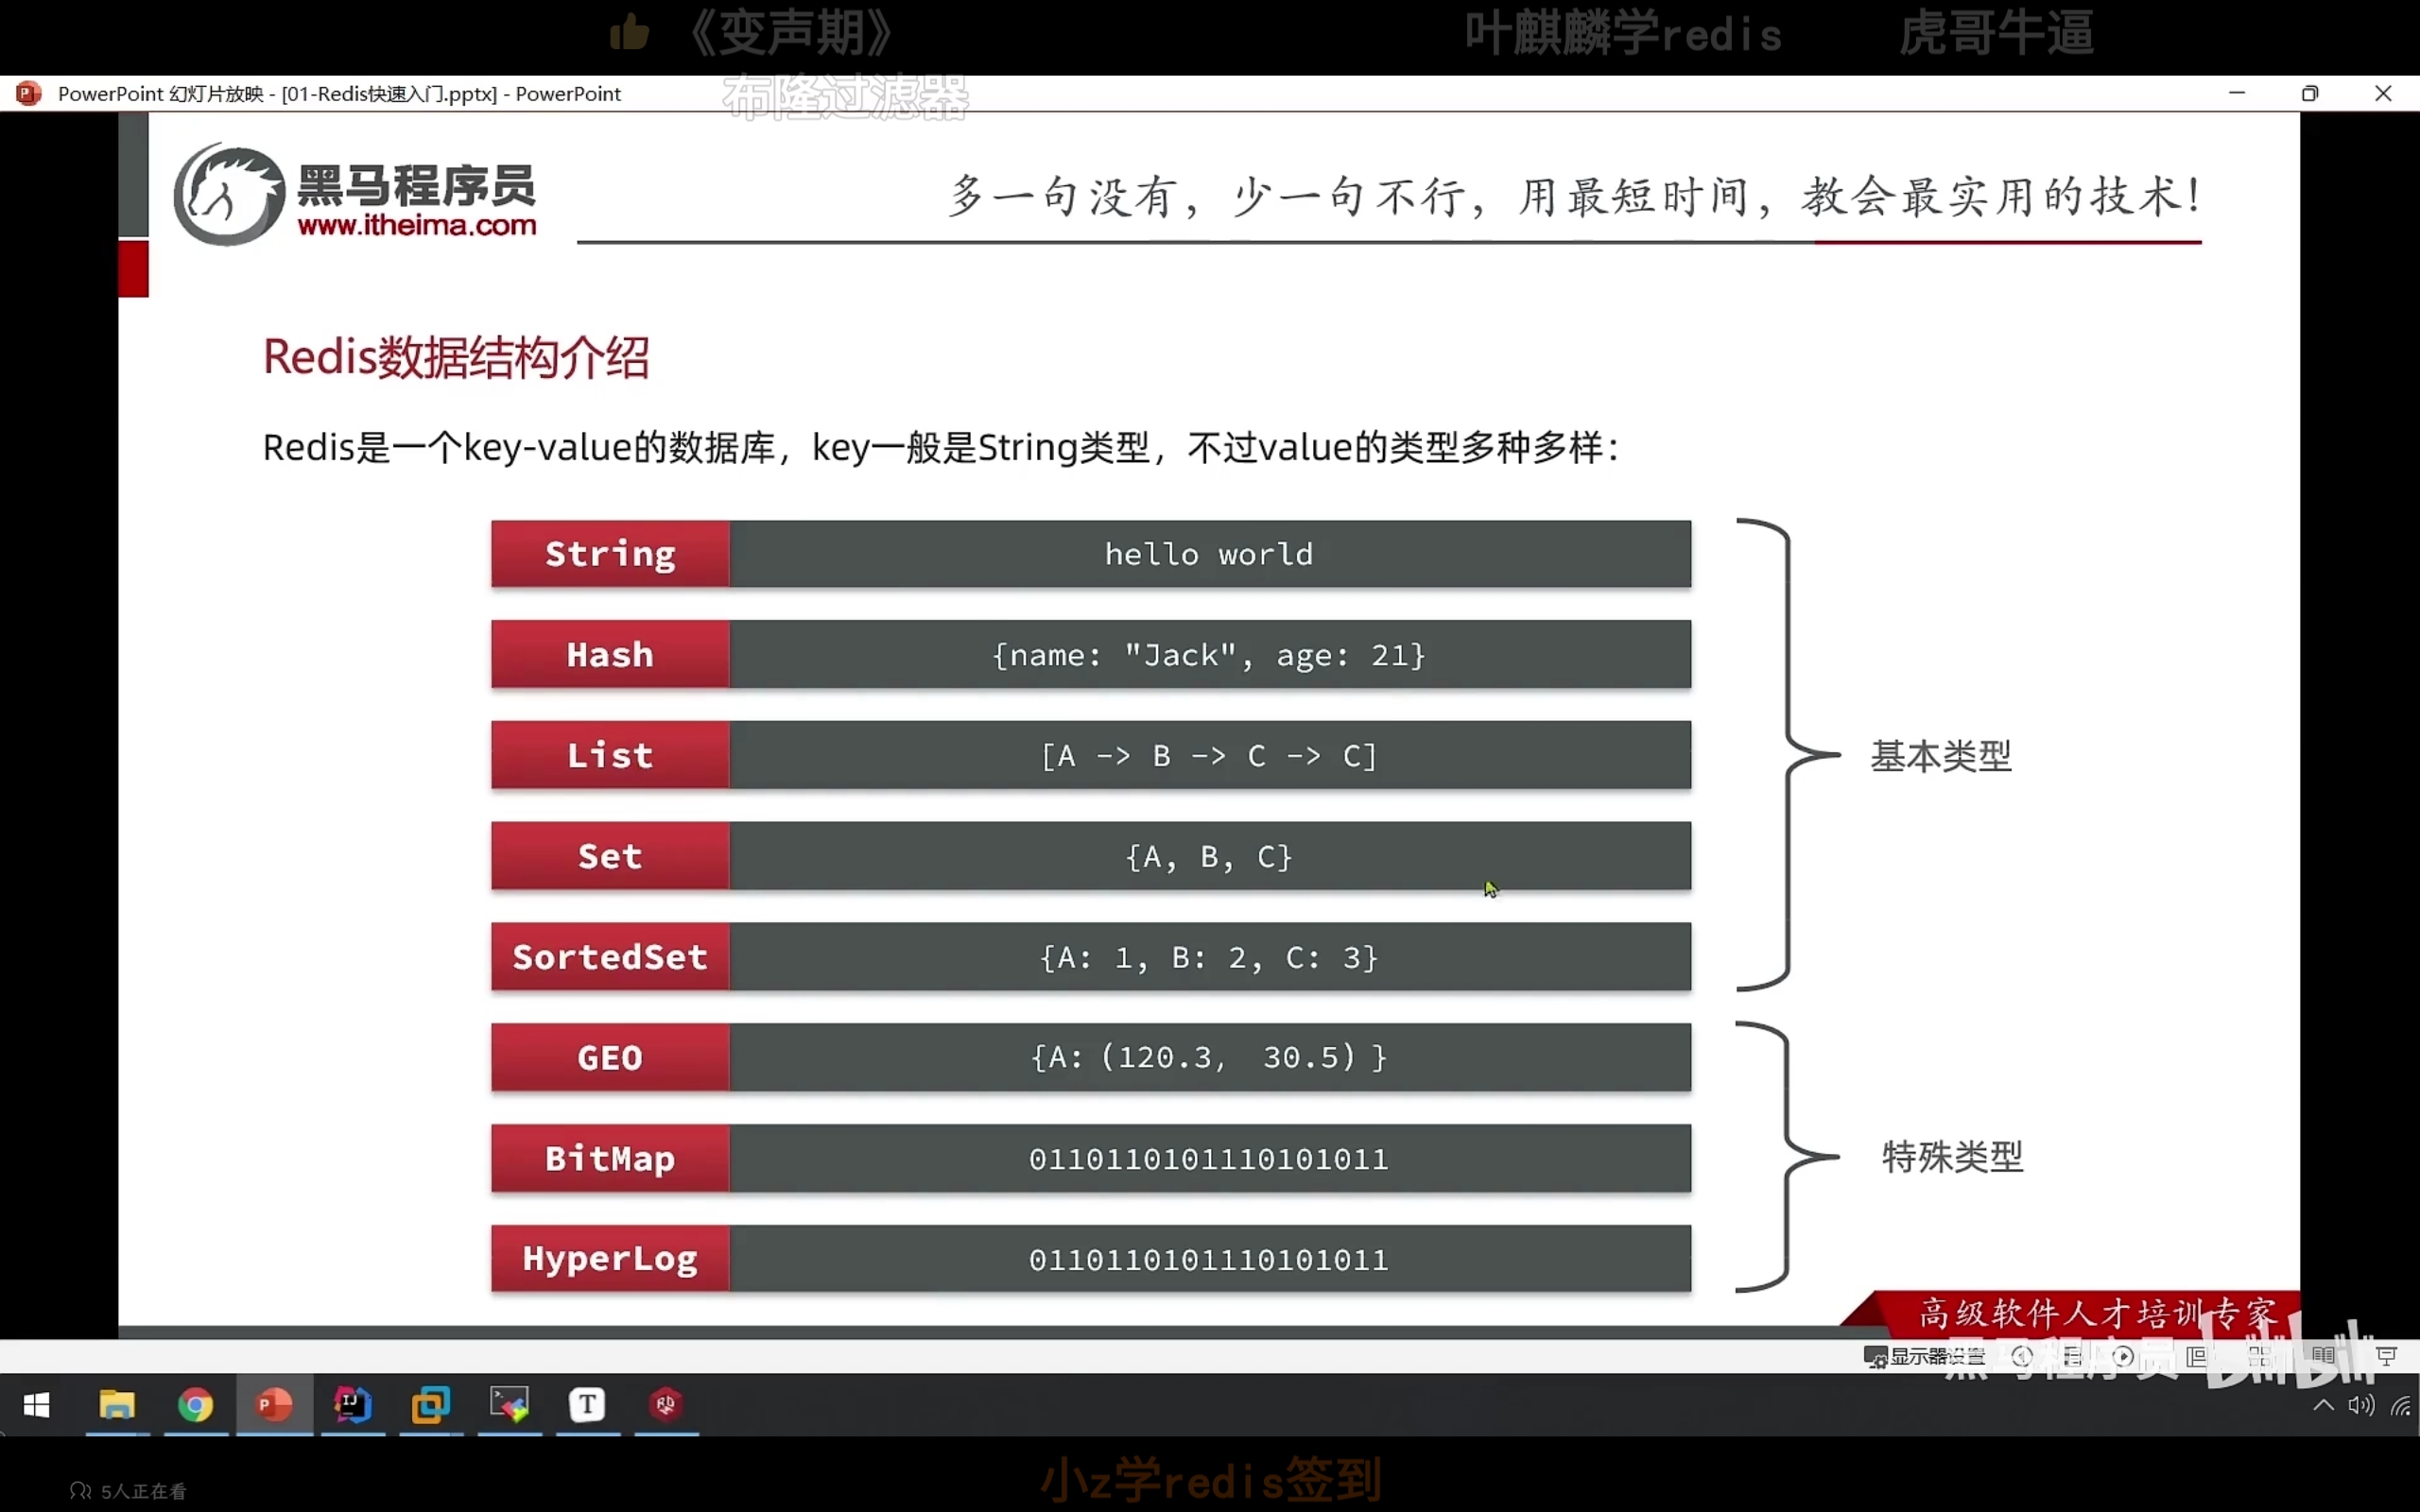 《变声期》
叶麒麟学redis
虎哥牛逼
PowerPoint 幻灯片放映 - [01-Redis快速入门.pptx] - PowerPoint
布隆过滤器
黑马程序员
www.itheima.com
多一句没有，少一句不行，用最短时间，教会最实用的技术！
Redis数据结构介绍
Redis是一个key-value的数据库，key一般是String类型，不过value的类型多种多样：
String hello world
Hash {name: "Jack", age: 21}
List [A -> B -> C -> C]
Set {A, B, C}
SortedSet {A: 1, B: 2, C: 3}
基本类型
GEO {A: (120.3, 30.5) }
BitMap 0110110101110101011
HyperLog 0110110101110101011
特殊类型
高级软件人才培训专家
显示器设置
黑马程序员 bilibili
小z学redis签到
5人正在看